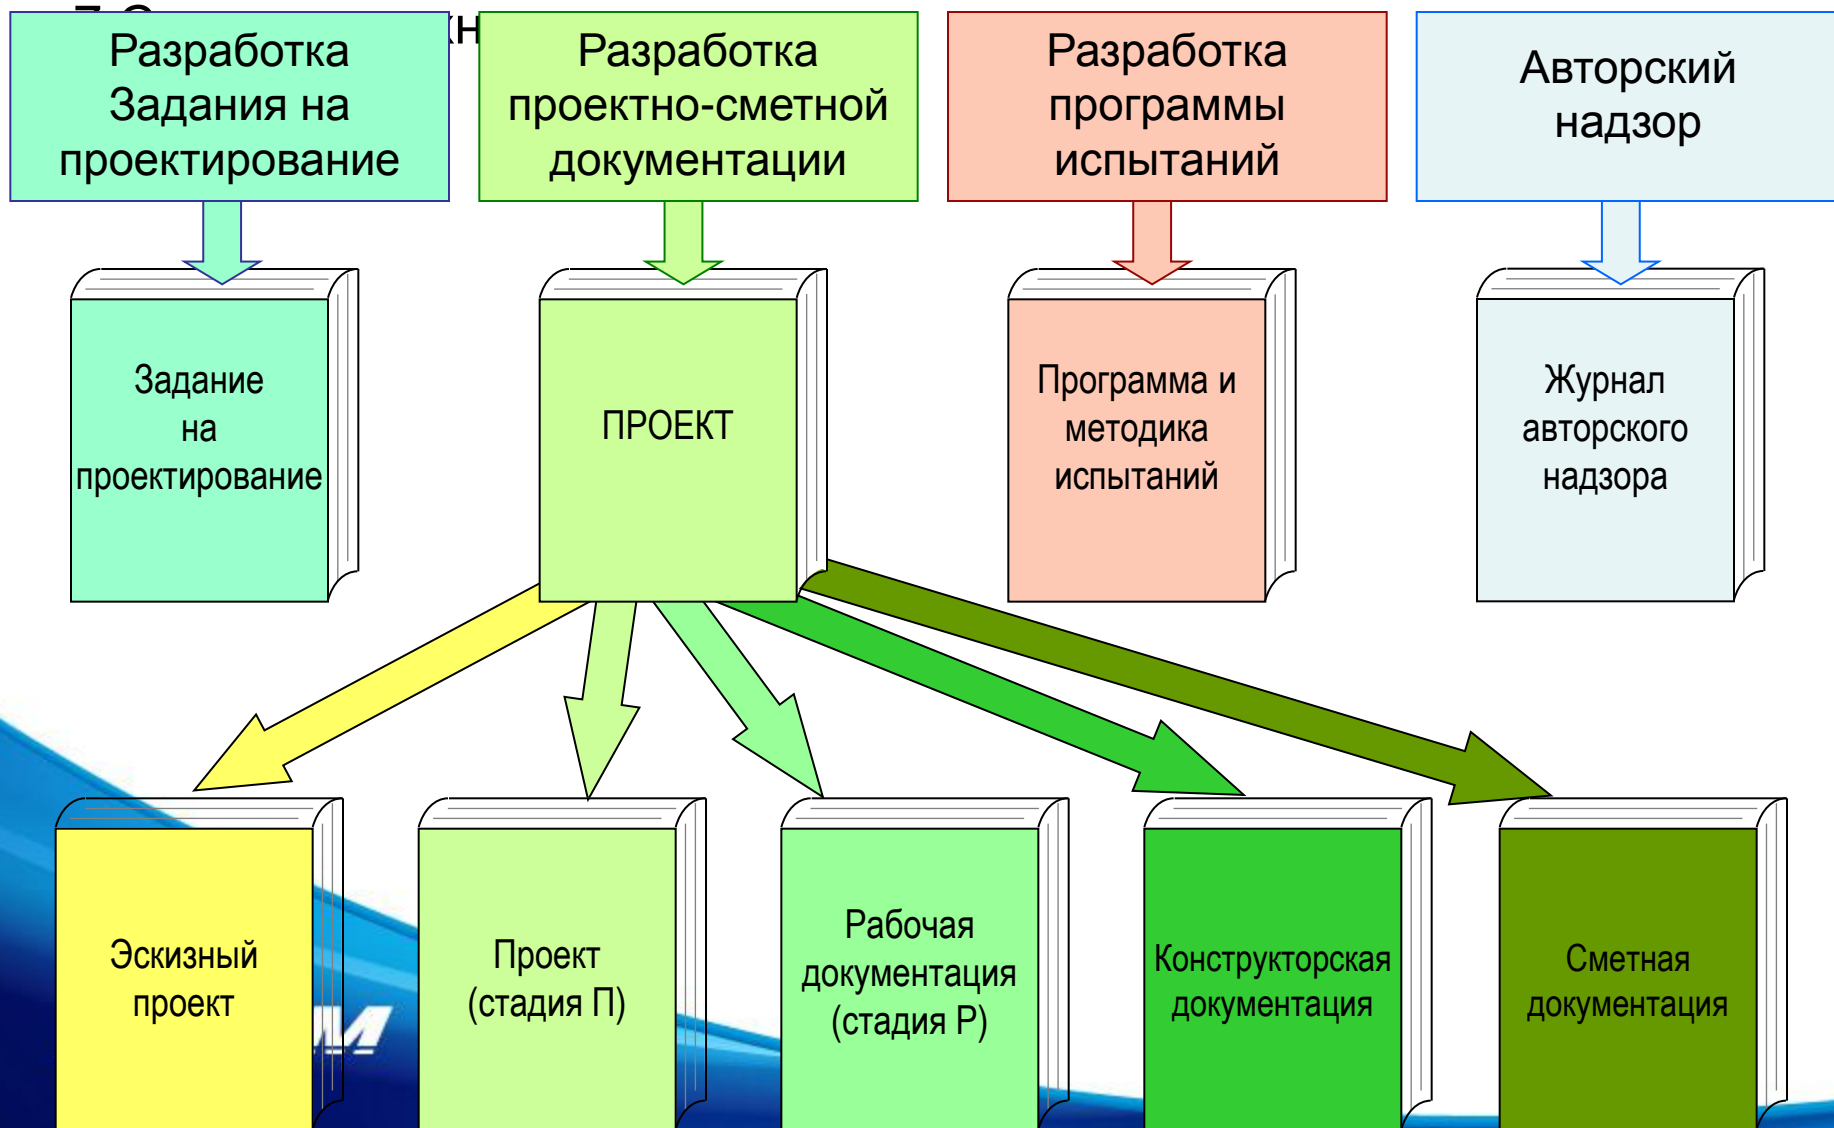 Разработка
Задания на
проектирование
Разработка
проектно-сметной
документации
Разработка
программы
испытаний
Авторский
надзор
Задание
на
проектирование
ПРОЕКТ
Программа и
методика
испытаний
Журнал
авторского
надзора
Эскизный
проект
Проект
(стадия П)
Рабочая
документация
(стадия Р)
Конструкторская
документация
Сметная
документация